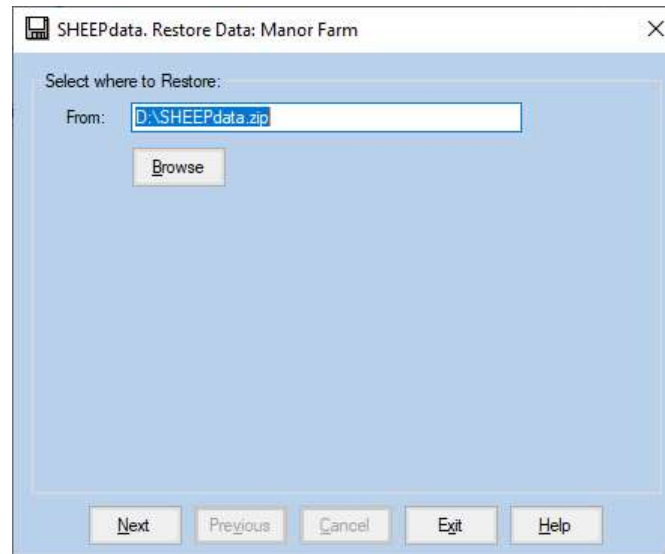 SHEEPdata. Restore Data: Manor Farm
Select where to Restore:
From: D:\SHEEPdata.zip
Browse
Next Previous Cancel Exit Help